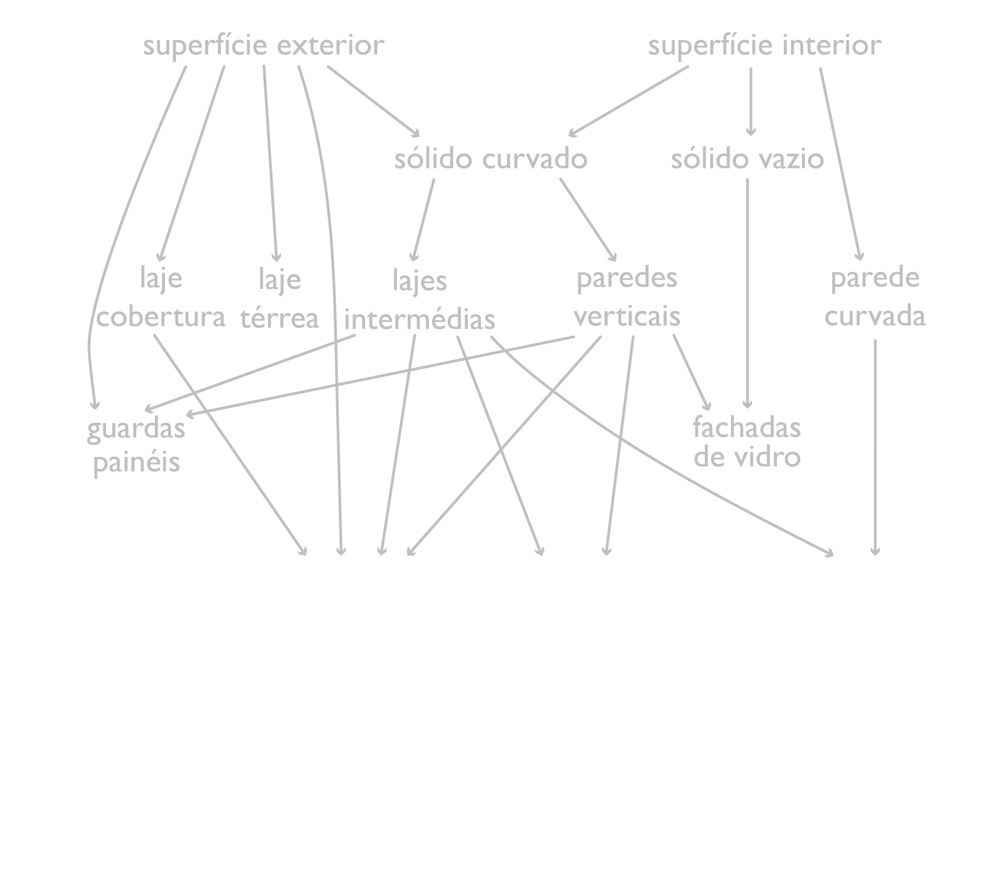 superfície exterior
superfície interior
sólido curvado
sólido vazio
laje
cobertura
laje
térrea
lajes
intermédias
paredes
verticais
parede
curvada
guardas
painéis
fachadas
de vidro